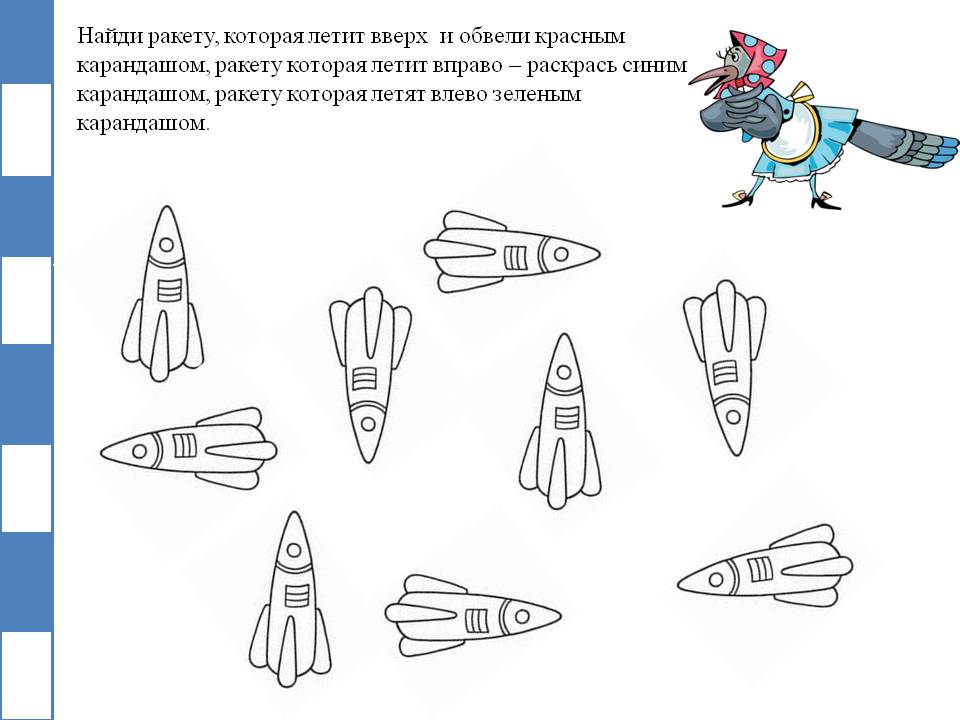 Найди ракету, которая летит вверх и обвели красным
карандашом, ракету которая летит вправо – раскрась синим
карандашом, ракету которая летят влево зеленым
карандашом.